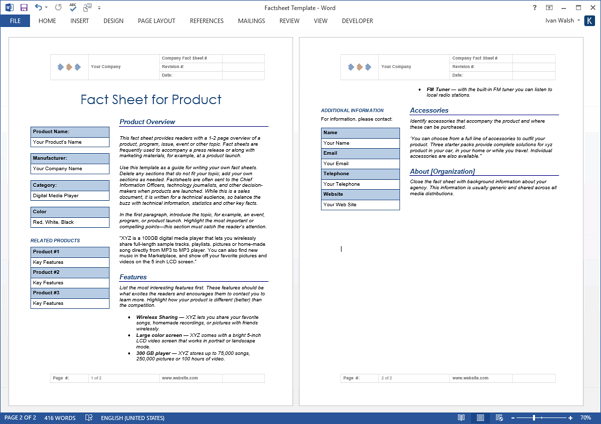 Factsheet Template - Word
FILE HOME INSERT DESIGN PAGE LAYOUT REFERENCES MAILINGS REVIEW VIEW DEVELOPER
Ivan Walsh
K
Your Company
Company Fact Sheet #
Revision #:
Date:
Fact Sheet for Product
Product Name:
Your Product's Name
Manufacturer:
Your Company Name
Category:
Digital Media Player
Color
Red. White. Black
RELATED PRODUCTS
Product #1
Key Features
Product #2
Key Features
Product #3
Key Features
Product Overview
This fact sheet provides readers with a 1-2 page overview of a
product, program, issue, event or other topic. Fact sheets are
frequently used to accompany a press release or along with
marketing materials, for example, at a product launch.
Use this template as a guide for writing your own fact sheets.
Delete any sections that do not fit your topic; add your own
sections as needed. Factsheets are often sent to the Chief
Information Officers, technology journalists, and other decision-
makers when products are launched. While this is a sales
document, it is written for a technical audience, so balance the
buzz with technical information, statistics and other key facts.
In the first paragraph, introduce the topic, for example, an event,
program, or product launch. Highlight the most important or
compelling points—this section must catch the reader's attention.
"XYZ is a 100GB digital media player that lets you wirelessly
share full-length sample tracks, playlists, pictures or home-made
song directly from MP3 to MP3 player. You can also find new
music in the Marketplace, and show off your favorite pictures and
videos on the 5 inch LCD screen."
Features
List the most interesting features first. These features should be
what excites the readers and encourages them to contact you to
learn more. Highlight how your product is different (better) than
the competition.
• Wireless Sharing — XYZ lets you share your favorite
songs, homemade recordings, or pictures with friends
wirelessly.
• Large color screen — XYZ comes with a bright 5-inch
LCD video screen that works in portrait or landscape
mode.
• 300 GB player — XYZ stores up to 75,000 songs,
250,000 pictures or 100 hours of video.
Page #: 1 of 2 www.website.com
Your Company
Company Fact Sheet #
Revision #:
Date:
• FM Tuner — with the built-in FM tuner you can listen to
local radio stations.
ADDITIONAL INFORMATION
For information, please contact:
Name
Your Name
Email
Your Email
Telephone
Your Telephone
Website
Your Web Site
Accessories
Identify accessories that accompany the product and where
these can be purchased.
"You can choose from a full line of accessories to outfit your
product. Three starter packs provide complete solutions for xyz
product in your car, in your home or while you travel. Individual
accessories are also available."
About [Organization]
Close the fact sheet with background information about your
agency. This information is usually generic and shared across all
media distributions.
Page #: 2 of 2 www.website.com
PAGE 2 OF 2 416 WORDS ENGLISH (UNITED STATES) 70%